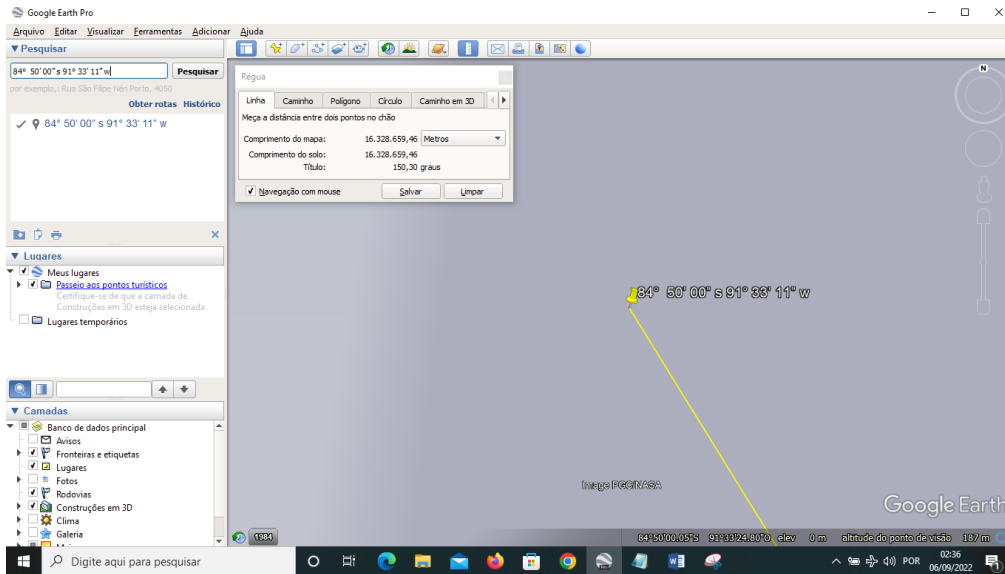 Google Earth Pro
Arquivo Editar Visualizar Ferramentas Adicionar Ajuda
Pesquisar
84º 50' 00" s 91° 33' 11" w
Pesquisar
por exemplo,: Rua São Filipe Néri Porto, 4050
Obter rotas Histórico
84° 50' 00" s 91° 33' 11" w
Lugares
Meus lugares
Passeio aos pontos turísticos
Certifique-se de que a camada de
Construções em 3D esteja selecionada
Lugares temporários
Camadas
Banco de dados principal
Avisos
Fronteiras e etiquetas
Lugares
Fotos
Rodovias
Construções em 3D
Clima
Galeria
Régua
Linha Caminho Polígono Círculo Caminho em 3D
Meça a distância entre dois pontos no chão
Comprimento do mapa: 16.328.659,46 Metros
Comprimento do solo: 16.328.659,46
Título: 150,30 graus
Navegação com mouse Salvar Limpar
N
84° 50' 00" s 91° 33' 11" w
Image PGC/NASA
Google Earth
1984
84°50'00.05"S 91°33'24.80"O elev 0 m altitude do ponto de visão 187 m
Digite aqui para pesquisar
POR
02:36
06/09/2022